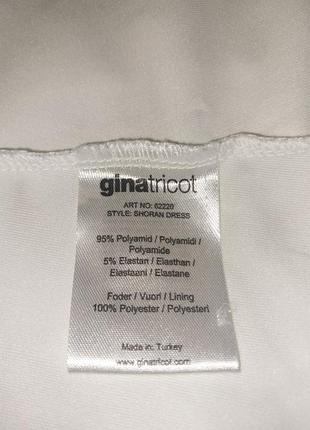 ginatricot
ART NO: 62220
STYLE: SHORAN DRESS
95% Polyamid / Polyamidi /
Polyamide
5% Elastan / Elasthan /
Elastaani / Elastane
Foder / Vuori / Lining
100% Polyester / Polyesteri
Made in: Turkey
www.ginatricot.com